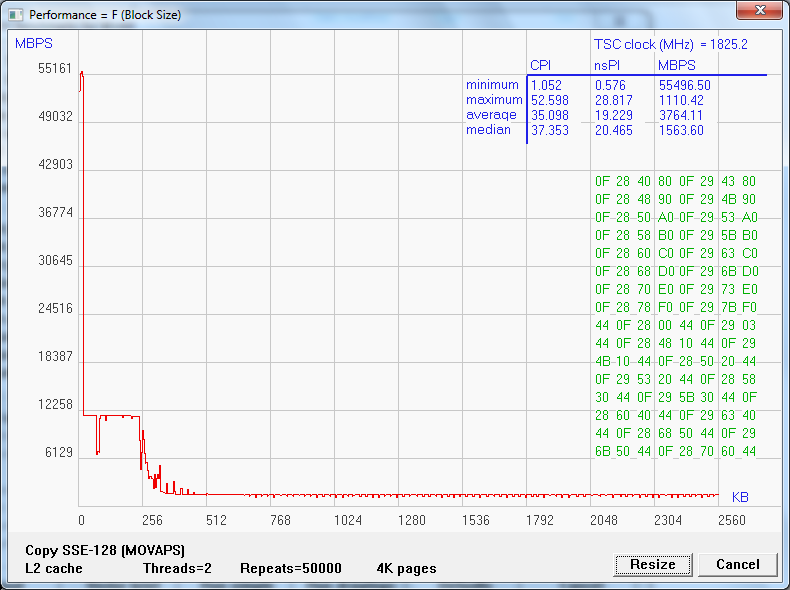 Performance = F (Block Size)
MBPS
TSC clock (MHz) = 1825.2
CPI nsPI MBPS
minimum 1.052 0.576 55496.50
maximum 52.598 28.817 1110.42
average 35.098 19.229 3764.11
median 37.353 20.465 1563.60
55161
49032
42903
36774
30645
24516
18387
12258
6129
0F 28 40 80 0F 29 43 80
0F 28 48 90 0F 29 4B 90
0F 28 50 A0 0F 29 53 A0
0F 28 58 B0 0F 29 5B B0
0F 28 60 C0 0F 29 63 C0
0F 28 68 D0 0F 29 6B D0
0F 28 70 E0 0F 29 73 E0
0F 28 78 F0 0F 29 7B F0
44 0F 28 00 44 0F 29 03
44 0F 28 48 10 44 0F 29
4B 10 44 0F 28 50 20 44
0F 29 53 20 44 0F 28 58
30 44 0F 29 5B 30 44 0F
28 60 40 44 0F 29 63 40
44 0F 28 68 50 44 0F 29
6B 50 44 0F 28 70 60 44
KB
0 256 512 768 1024 1280 1536 1792 2048 2304 2560
Copy SSE-128 (MOVAPS)
L2 cache Threads=2 Repeats=50000 4K pages
Resize Cancel